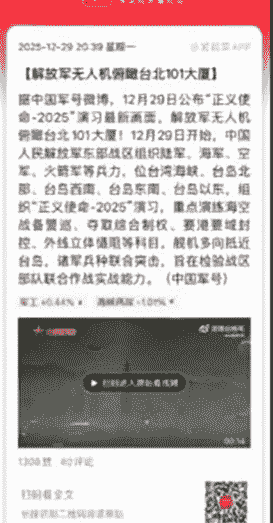 2025-12-29 20:39 星期一
【解放军无人机俯瞰台北101大厦】
据中国军号微博，12月29日公布“正义使
命-2025”演习最新画面，解放军无人机
俯瞰台北101大厦！12月29日开始，中国
人民解放军东部战区组织陆军、海军、空
军、火箭军等兵力，位台湾海峡、台岛北
部、台岛西南、台岛东南、台岛以东，组
织“正义使命-2025”演习，重点演练海空
战备警巡、夺取综合制权、要港要域封
控、外线立体慑阻等科目，舰机多向抵近
台岛，诸军兵种联合突击，旨在检验战区
部队联合作战实战能力。（中国军号）
军工 +0.44%
00:14
扫码看全文